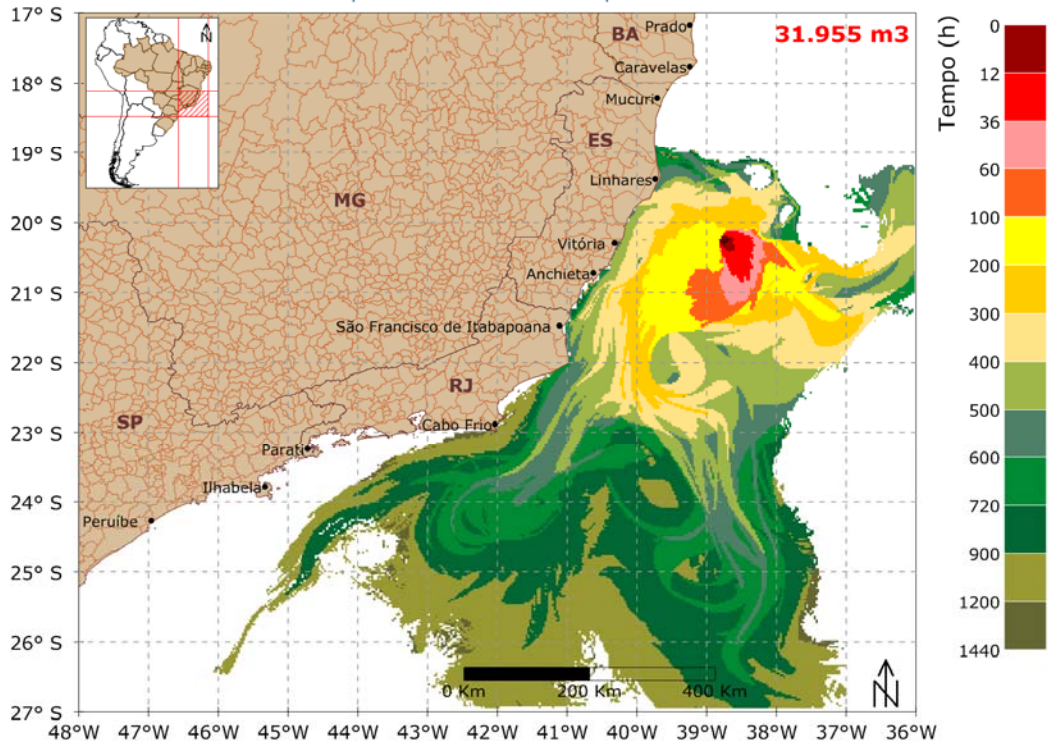 17° S
18° S
19° S
20° S
21° S
22° S
23° S
24° S
25° S
26° S
27° S
48°W 47°W 46°W 45°W 44°W 43°W 42°W 41°W 40°W 39°W 38°W 37°W 36°W
N
BA
Prado
31.955 m3
Caravelas
Mucuri
ES
Linhares
MG
Vitória
Anchieta
São Francisco de Itabapoana
RJ
SP
Cabo Frio
Parati
Ilhabela
Peruíbe
0 Km 200 Km 400 Km
N
Tempo (h)
0
12
36
60
100
200
300
400
500
600
720
900
1200
1440